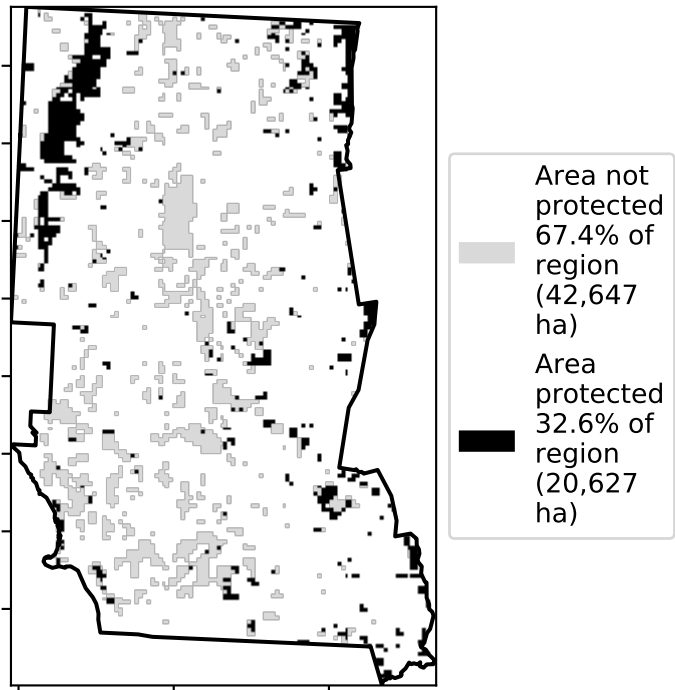 Area not
protected
67.4% of
region
(42,647
ha)
Area
protected
32.6% of
region
(20,627
ha)